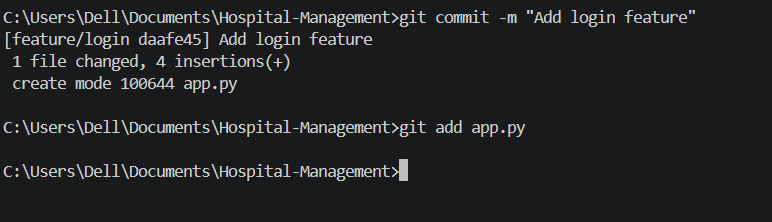 C:\Users\Dell\Documents\Hospital-Management>git commit -m "Add login feature"
[feature/login daafe45] Add login feature
 1 file changed, 4 insertions(+)
 create mode 100644 app.py
C:\Users\Dell\Documents\Hospital-Management>git add app.py
C:\Users\Dell\Documents\Hospital-Management>